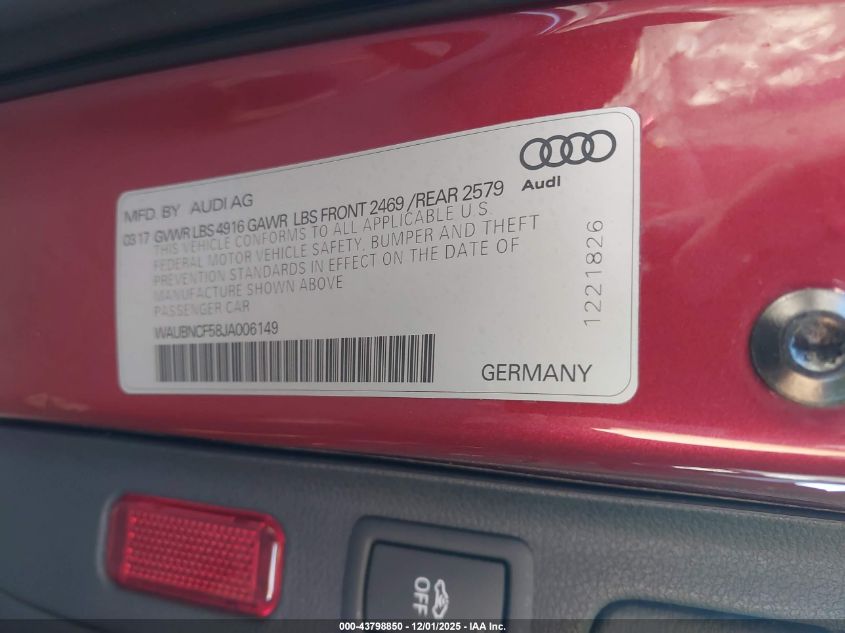 Audi
MFD. BY AUDI AG
03 17 GVWR LBS 4916 GAWR LBS FRONT 2469 /REAR 2579
THIS VEHICLE CONFORMS TO ALL APPLICABLE U.S.
FEDERAL MOTOR VEHICLE SAFETY, BUMPER AND THEFT
PREVENTION STANDARDS IN EFFECT ON THE DATE OF
MANUFACTURE SHOWN ABOVE
PASSENGER CAR
WAUBNCF58JA006149
GERMANY
1221826
OFF
000-43798850 - 12/01/2025 - IAA Inc.